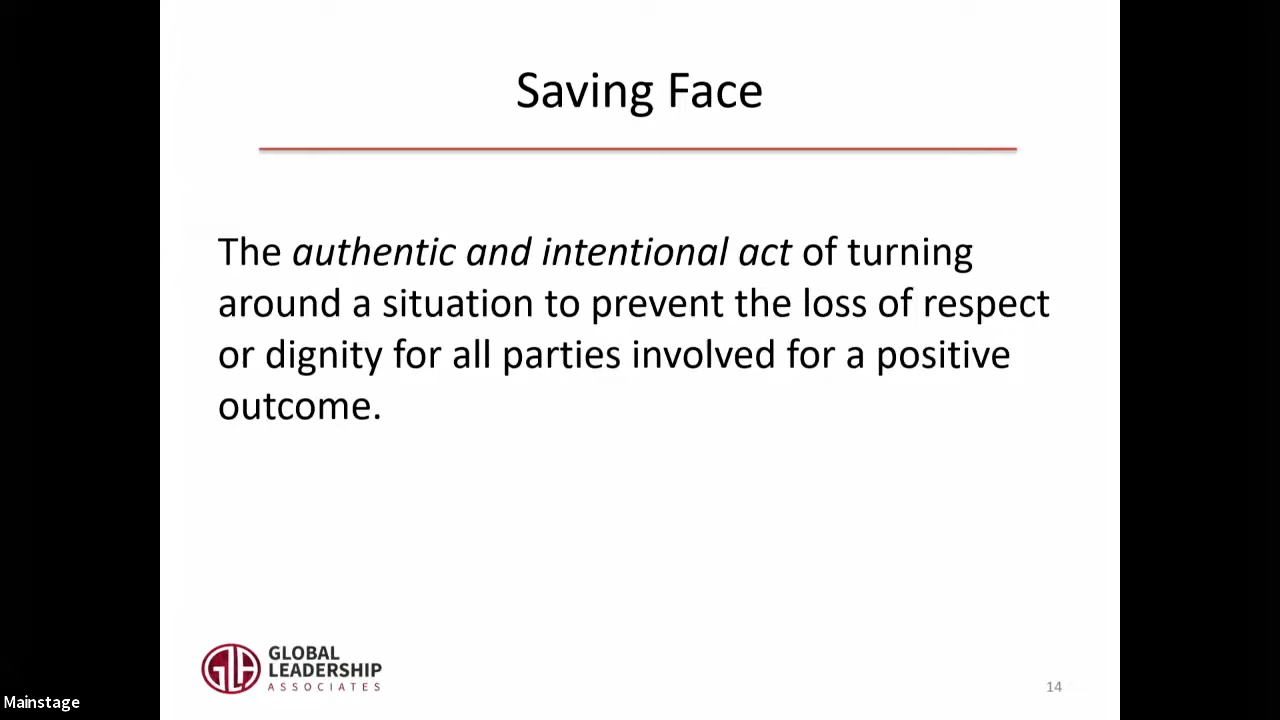 Saving Face
The authentic and intentional act of turning
around a situation to prevent the loss of respect
or dignity for all parties involved for a positive
outcome.
GLA
GLOBAL
LEADERSHIP
ASSOCIATES
14
Mainstage